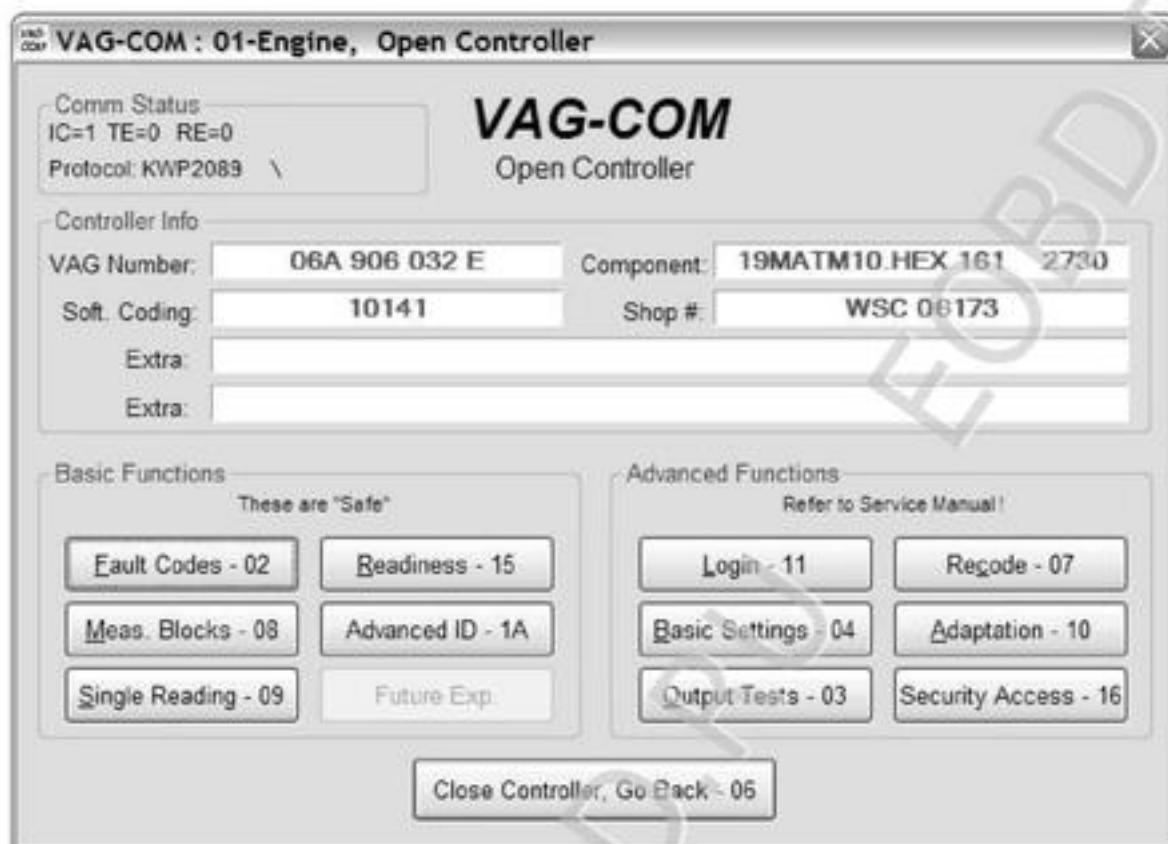 VAG-COM : 01-Engine, Open Controller
Comm Status
IC=1 TE=0 RE=0
Protocol: KWP2089 \
VAG-COM
Open Controller
Controller Info
VAG Number: 06A 906 032 E Component: 19MATM10.HEX 161 2730
Soft. Coding: 10141 Shop #: WSC 06173
Extra:
Extra:
Basic Functions
These are "Safe"
Fault Codes - 02 Readiness - 15
Meas. Blocks - 08 Advanced ID - 1A
Single Reading - 09 Future Exp.
Advanced Functions
Refer to Service Manual!
Login - 11 Recode - 07
Basic Settings - 04 Adaptation - 10
Output Tests - 03 Security Access - 16
Close Controller, Go Back - 06
EOBD